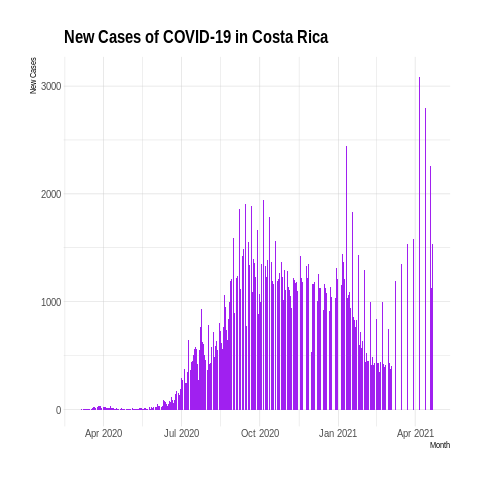 New Cases of COVID-19 in Costa Rica
New Cases
3000
2000
1000
0
Apr 2020 Jul 2020 Oct 2020 Jan 2021 Apr 2021
Month